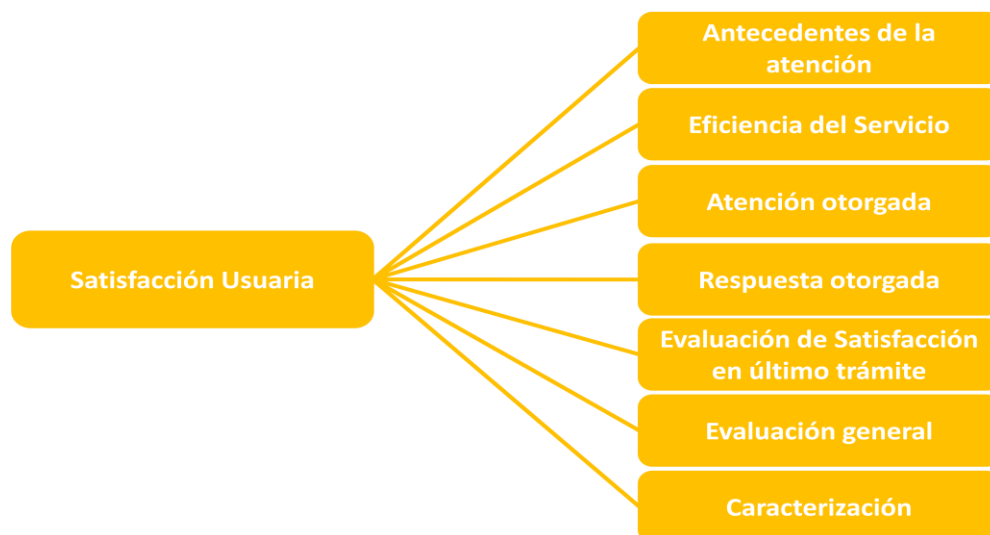 Antecedentes de la
atención
Eficiencia del Servicio
Atención otorgada
Satisfacción Usuaria
Respuesta otorgada
Evaluación de Satisfacción
en último trámite
Evaluación general
Caracterización